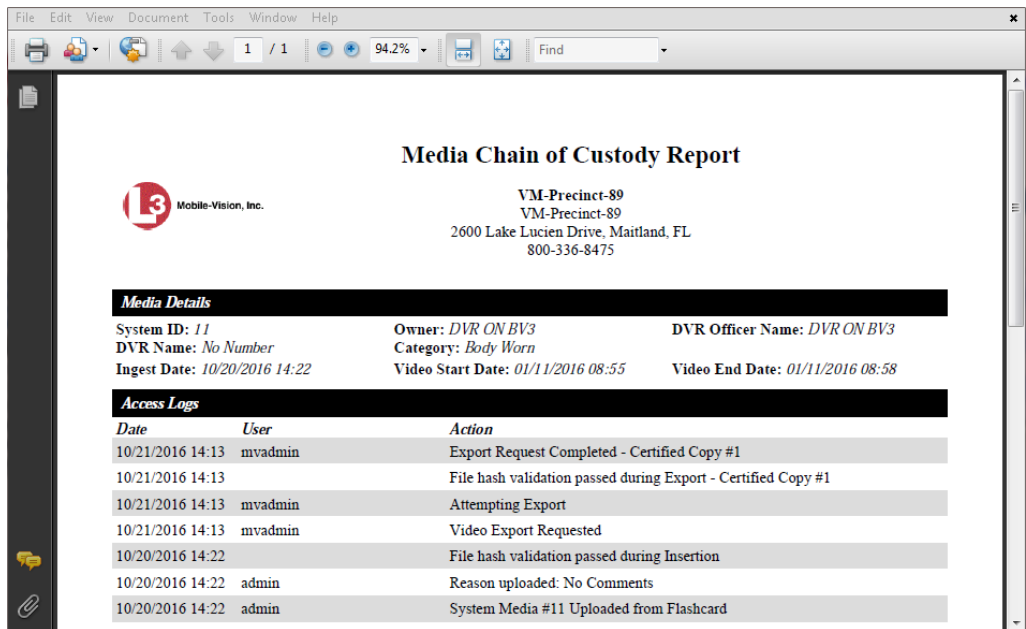 File Edit View Document Tools Window Help
1 / 1 94.2% Find
Media Chain of Custody Report
L3 Mobile-Vision, Inc.
VM-Precinct-89
VM-Precinct-89
2600 Lake Lucien Drive, Maitland, FL
800-336-8475
Media Details
System ID: 11 Owner: DVR ON BV3 DVR Officer Name: DVR ON BV3
DVR Name: No Number Category: Body Worn
Ingest Date: 10/20/2016 14:22 Video Start Date: 01/11/2016 08:55 Video End Date: 01/11/2016 08:58
Access Logs
Date User Action
10/21/2016 14:13 mvadmin Export Request Completed - Certified Copy #1
10/21/2016 14:13 File hash validation passed during Export - Certified Copy #1
10/21/2016 14:13 mvadmin Attempting Export
10/21/2016 14:13 mvadmin Video Export Requested
10/20/2016 14:22 File hash validation passed during Insertion
10/20/2016 14:22 admin Reason uploaded: No Comments
10/20/2016 14:22 admin System Media #11 Uploaded from Flashcard